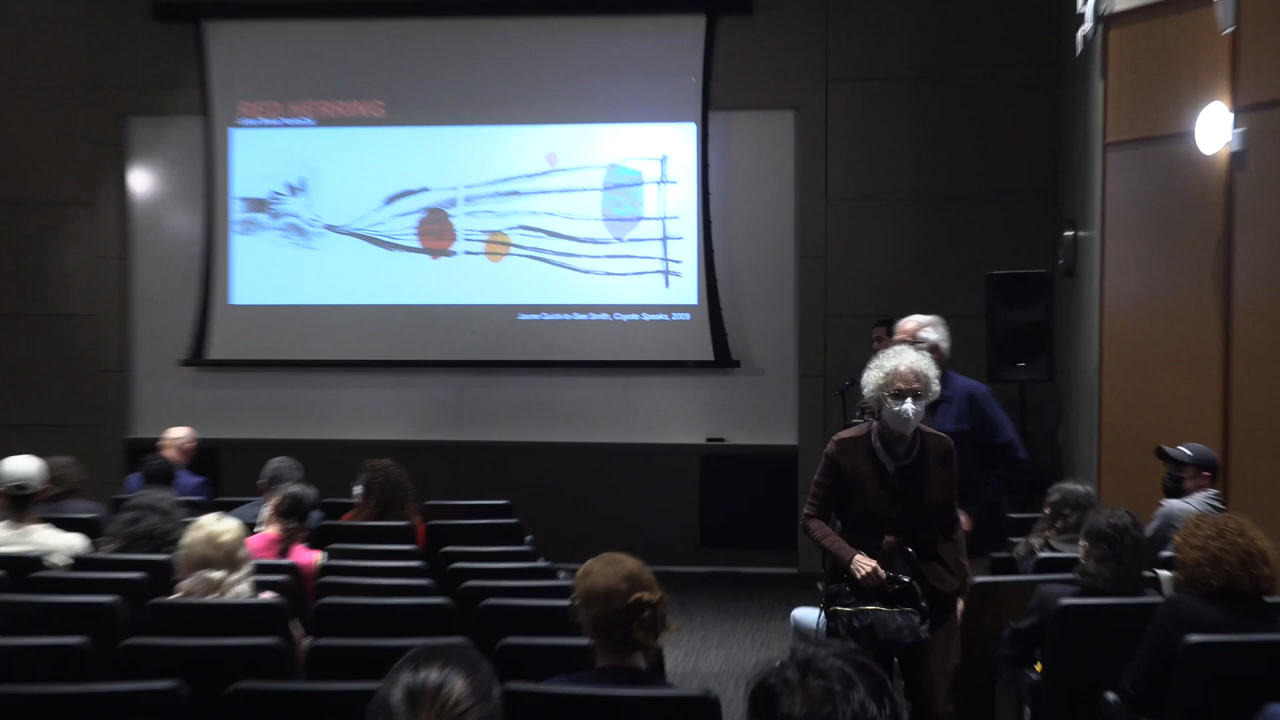 RED HERRING
Jaune Quick-to-See Smith, Coyote Speaks, 2009